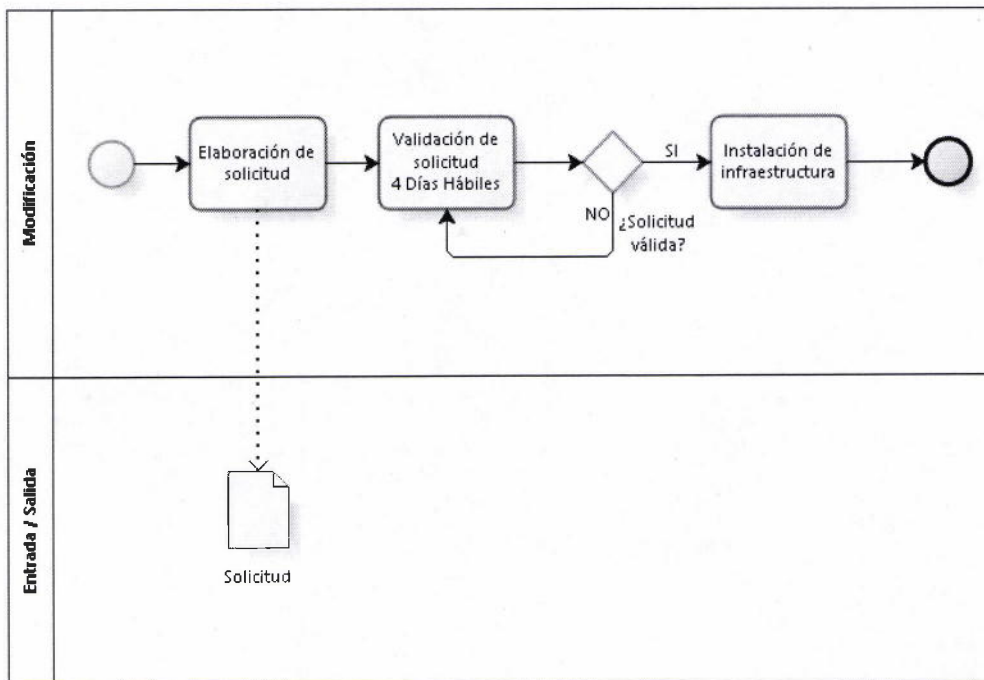 Modificación
Elaboración de
solicitud
Validación de
solicitud
4 Días Hábiles
SI
NO
¿Solicitud
válida?
Instalación de
infraestructura
Entrada / Salida
Solicitud